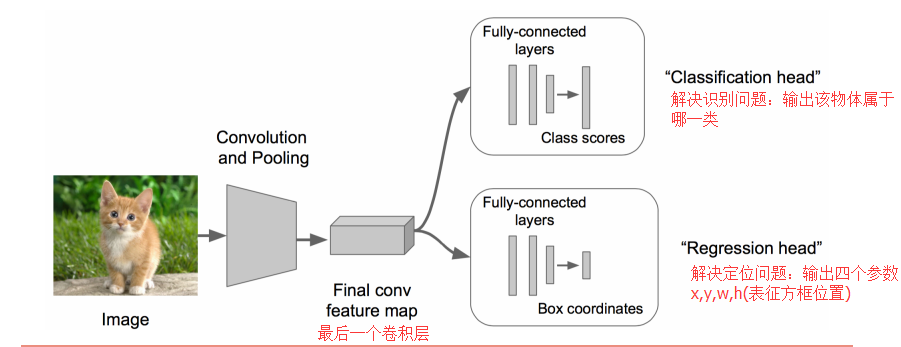 Fully-connected
layers
Class scores
"Classification head"
解决识别问题：输出该物体属于
哪一类
Convolution
and Pooling
Image
Final conv
feature map
最后一个卷积层
Fully-connected
layers
Box coordinates
"Regression head"
解决定位问题：输出四个参数
x,y,w,h(表征方框位置)